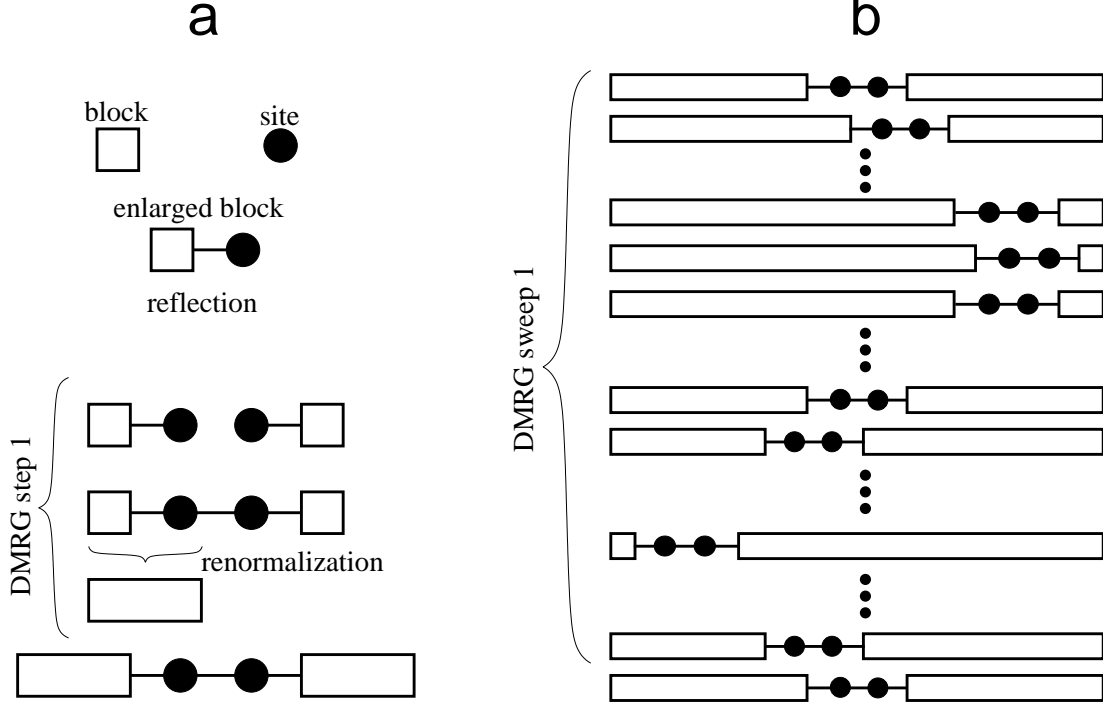 a
block
site
enlarged block
reflection
DMRG step 1
renormalization
b
DMRG sweep 1